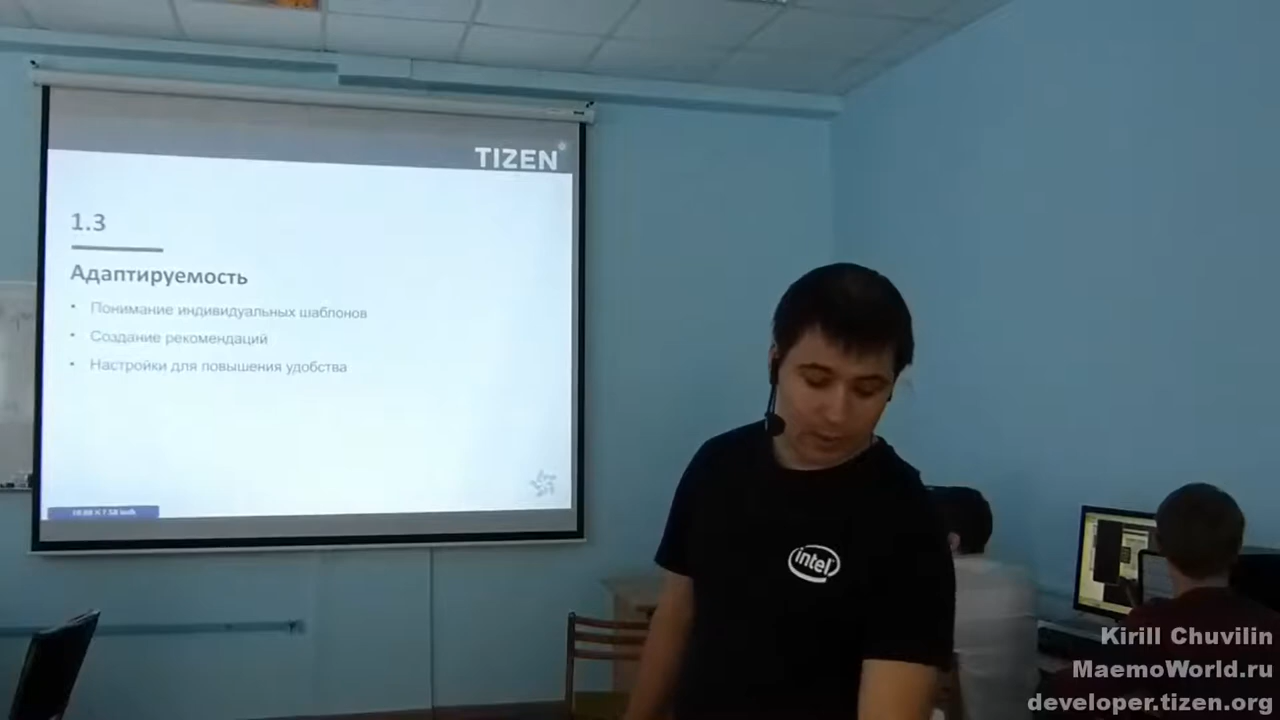 TIZEN
1.3
Адаптируемость
• Понимание индивидуальных шаблонов
• Создание рекомендаций
• Настройки для повышения удобства
intel
Kirill Chuvilin
MaemoWorld.ru
developer.tizen.org